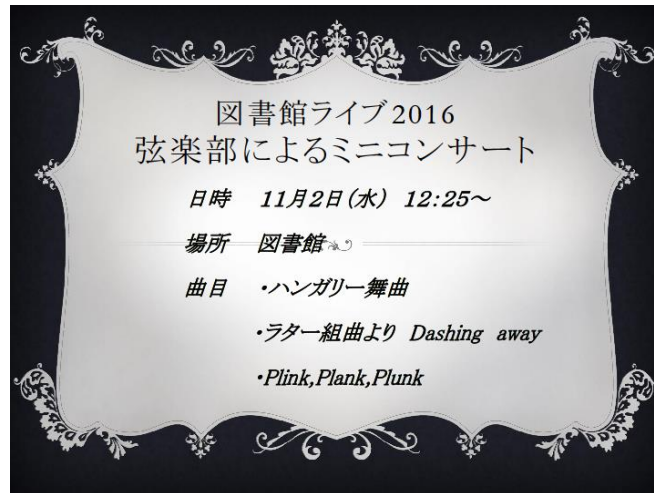 図書館ライブ2016
弦楽部によるミニコンサート
日時 11月2日(水) 12:25～
場所 図書館
曲目 ・ハンガリー舞曲
・ラター組曲より Dashing away
・Plink,Plank,Plunk